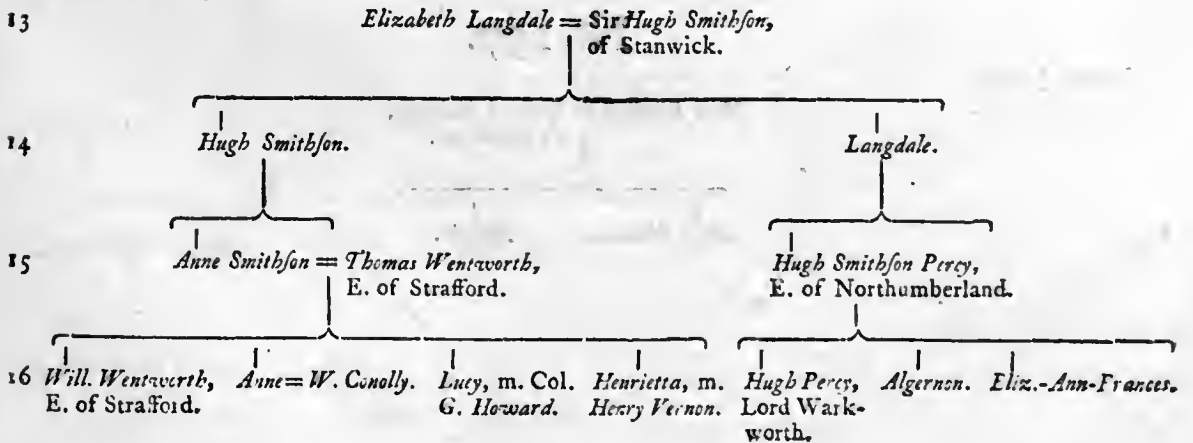 13 Elizabeth Langdale = Sir Hugh Smithſon,
of Stanwick.
14 Hugh Smithſon. Langdale.
15 Anne Smithſon = Thomas Wentworth, Hugh Smithſon Percy,
E. of Strafford. E. of Northumberland.
16 Will. Wentwerth, Anne = W. Conolly. Lucy, m. Col. Henrietta, m. Hugh Percy, Algernon. Eliz.-Ann-Frances.
E. of Strafford. G. Howard. Henry Vernon. Lord Wark-
worth.